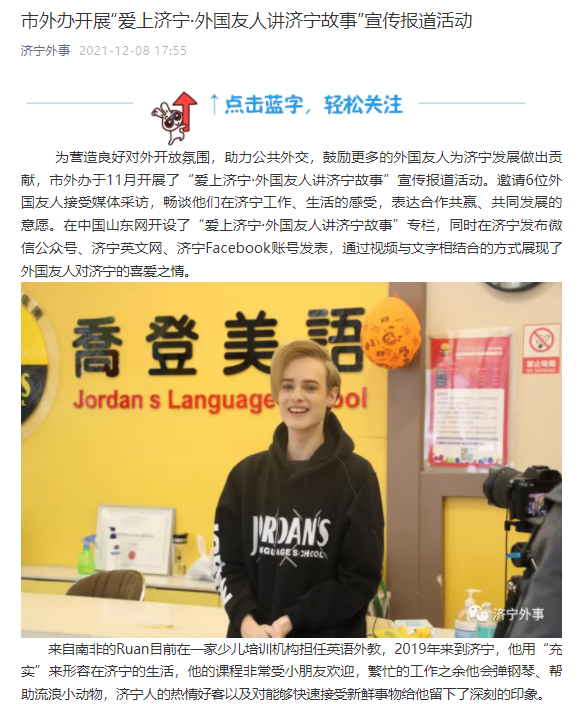 市外办开展“爱上济宁·外国友人讲济宁故事”宣传报道活动
济宁外事 2021-12-08 17:55
点击蓝字，轻松关注
为营造良好对外开放氛围，助力公共外交，鼓励更多的外国友人为济宁发展做出贡
献，市外办于11月开展了“爱上济宁·外国友人讲济宁故事”宣传报道活动。邀请6位外
国友人接受媒体采访，畅谈他们在济宁工作、生活的感受，表达合作共赢、共同发展的
意愿。在中国山东网开设了“爱上济宁·外国友人讲济宁故事”专栏，同时在济宁发布微
信公众号、济宁英文网、济宁Facebook账号发表，通过视频与文字相结合的方式展现了
外国友人对济宁的喜爱之情。
喬登美語
Jordan s Language School
禁止吸烟
JORDAN'S
NGUAGE SCHOOL
济宁外事
来自南非的Ruan目前在一家少儿培训机构担任英语外教，2019年来到济宁，他用“充
实”来形容在济宁的生活，他的课程非常受小朋友欢迎，繁忙的工作之余他会弹钢琴、帮
助流浪小动物，济宁人的热情好客以及对能够快速接受新鲜事物给他留下了深刻的印象。